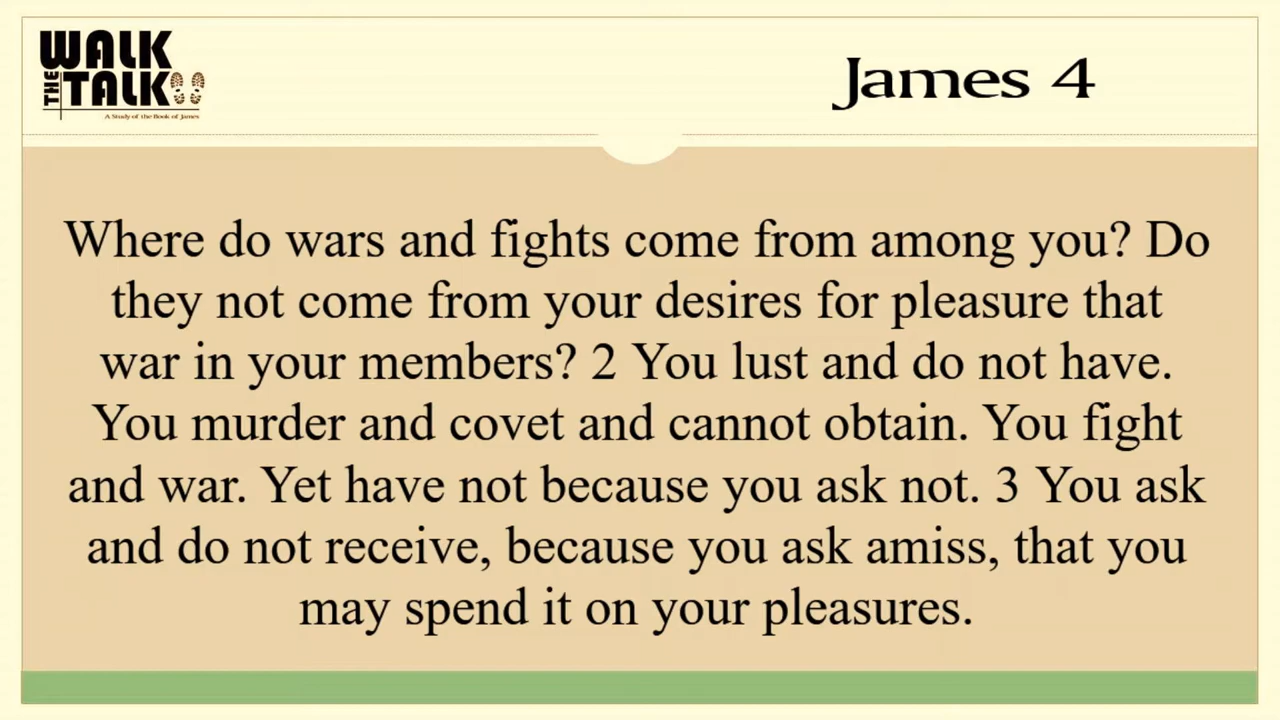 WALK
THE TALK
A Study of the Book of James
James 4
Where do wars and fights come from among you? Do
they not come from your desires for pleasure that
war in your members? 2 You lust and do not have.
You murder and covet and cannot obtain. You fight
and war. Yet have not because you ask not. 3 You ask
and do not receive, because you ask amiss, that you
may spend it on your pleasures.